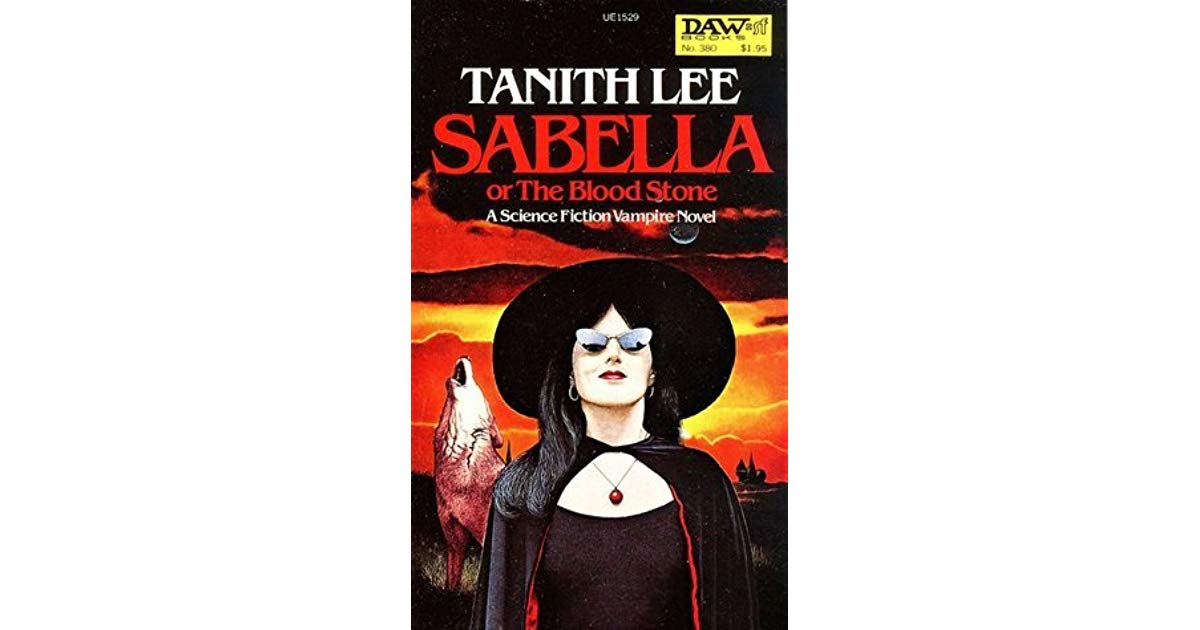 UE1529
DAW=sf
BOOKS
No. 380 $1.95
TANITH LEE
SABELLA
or The Blood Stone
A Science Fiction Vampire Novel